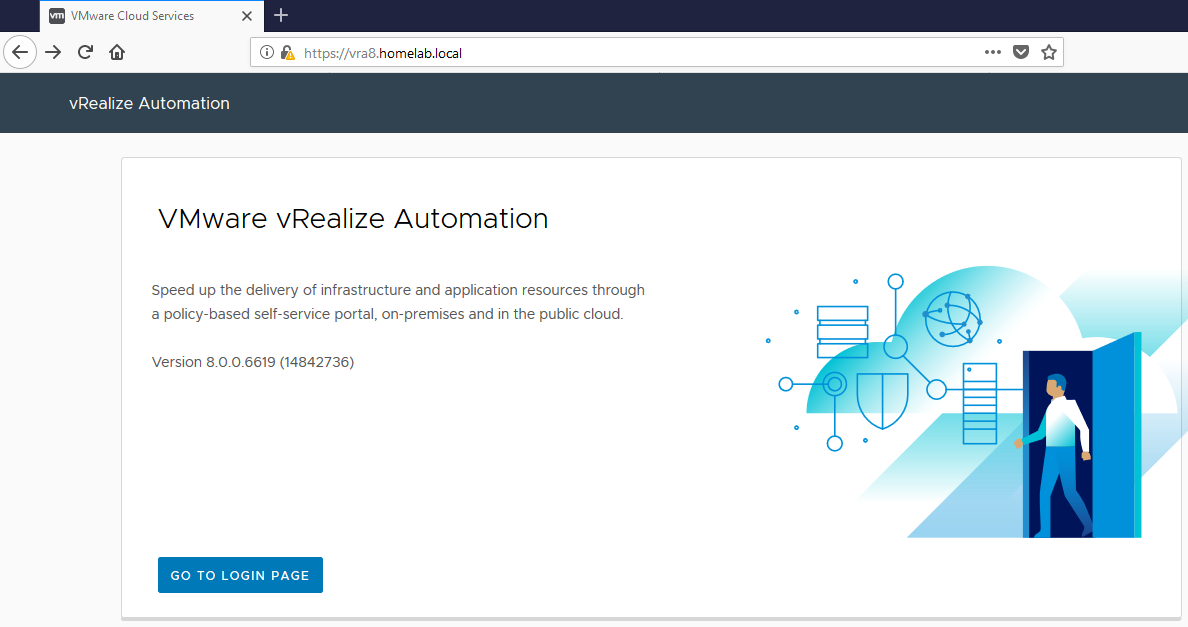 vm VMware Cloud Services
https://vra8.homelab.local
vRealize Automation
VMware vRealize Automation
Speed up the delivery of infrastructure and application resources through
a policy-based self-service portal, on-premises and in the public cloud.
Version 8.0.0.6619 (14842736)
GO TO LOGIN PAGE